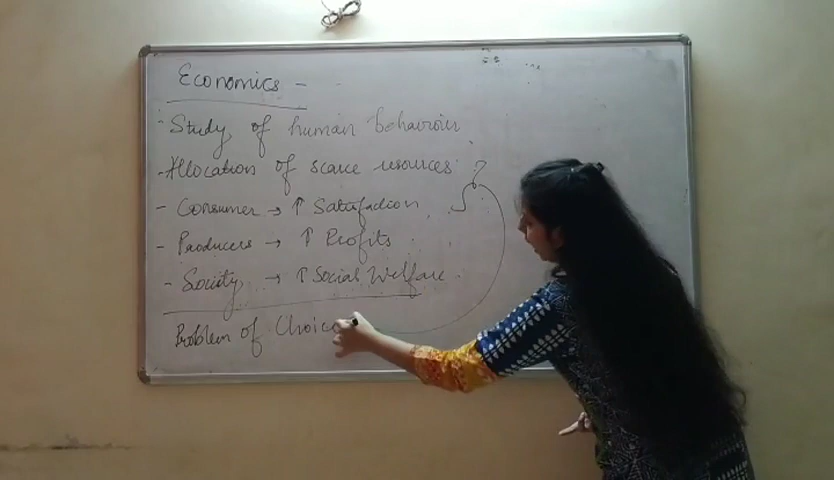 Economics -
- Study of human behaviour
- Allocation of scarce resources
- Consumer → ↑ Satisfaction
- Producers → ↑ Profits
- Society → ↑ Social Welfare
Problem of Choice